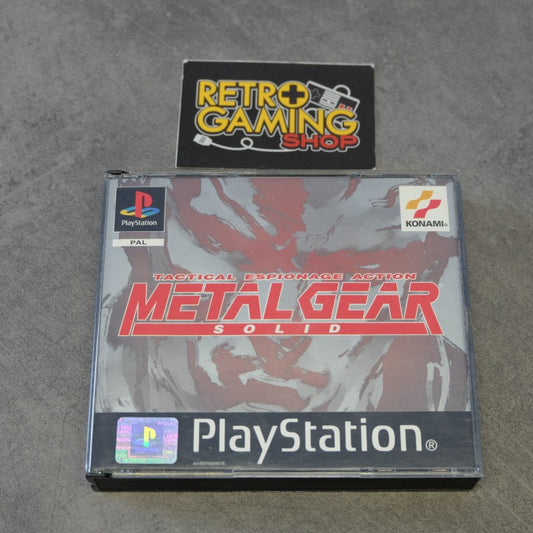 RETRO
GAMING
SHOP
PlayStation
PAL
KONAMI®
TACTICAL ESPIONAGE ACTION
METAL GEAR
SOLID
PlayStation®